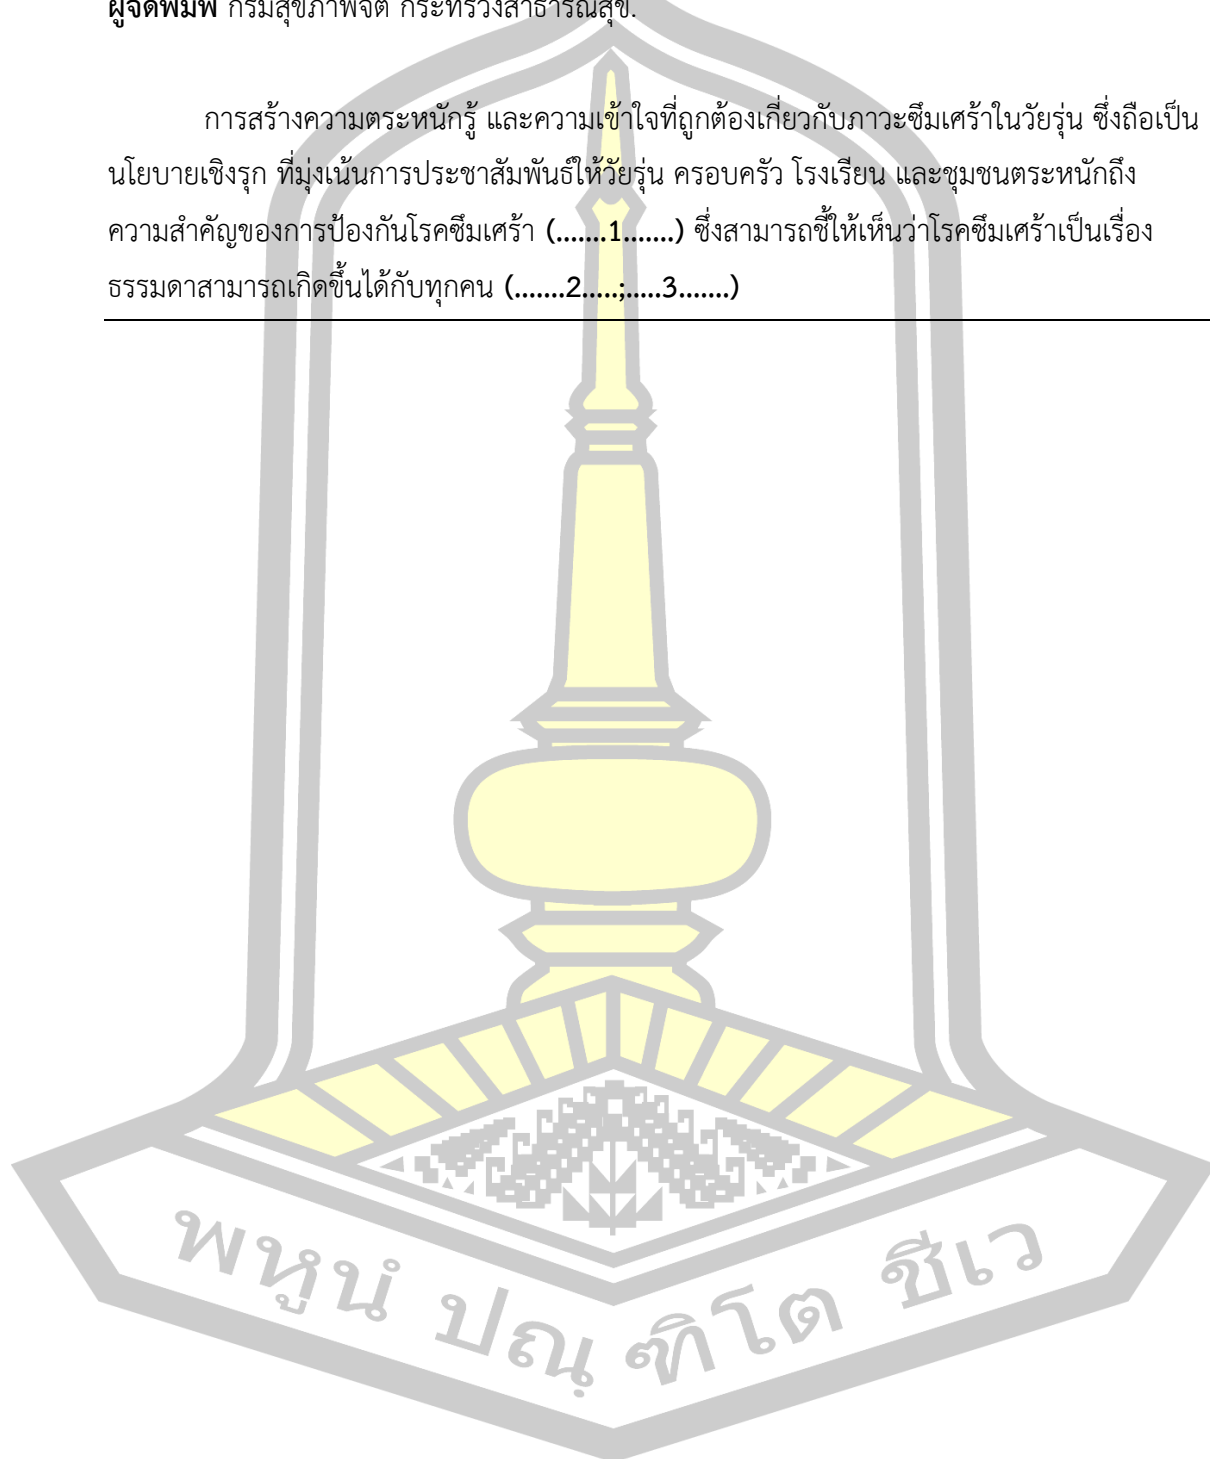 ผู้จัดพิมพ์ กรมสุขภาพจิต กระทรวงสาธารณสุข.
การสร้างความตระหนักรู้ และความเข้าใจที่ถูกต้องเกี่ยวกับภาวะซึมเศร้าในวัยรุ่น ซึ่งถือเป็น
นโยบายเชิงรุก ที่มุ่งเน้นการประชาสัมพันธ์ให้วัยรุ่น ครอบครัว โรงเรียน และชุมชนตระหนักถึง
ความสำคัญของการป้องกันโรคซึมเศร้า (.......1.......) ซึ่งสามารถชี้ให้เห็นว่าโรคซึมเศร้าเป็นเรื่อง
ธรรมดาสามารถเกิดขึ้นได้กับทุกคน (.......2.....;.....3.......)
พหูนํ ปณฺฑิโต ชีเว